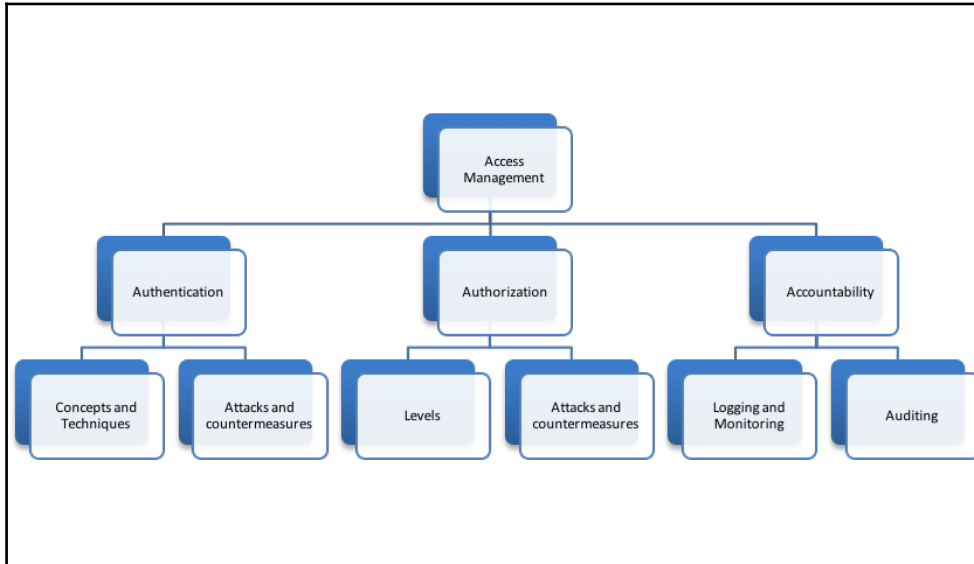 Access
Management
Authentication
Authorization
Accountability
Concepts and
Techniques
Attacks and
countermeasures
Levels
Attacks and
countermeasures
Logging and
Monitoring
Auditing